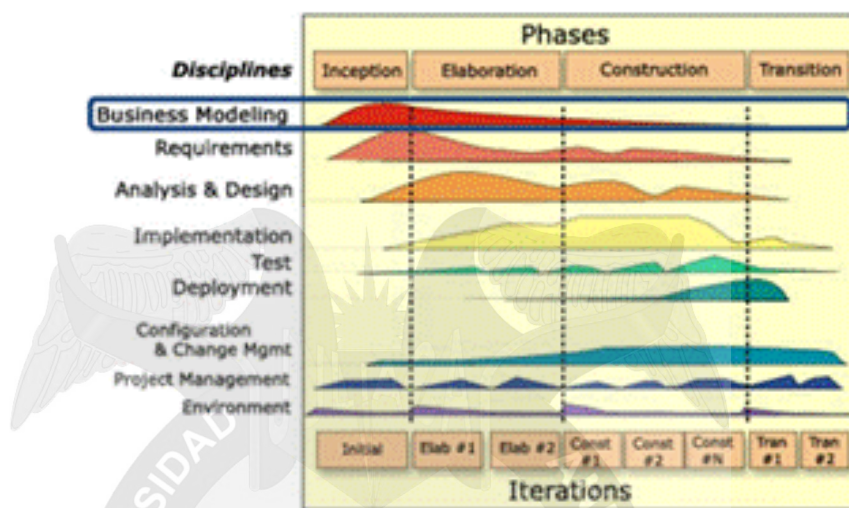 Phases
Disciplines Inception Elaboration Construction Transition
Business Modeling
Requirements
Analysis & Design
Implementation
Test
Deployment
Configuration
& Change Mgmt
Project Management
Environment
Initial Elab #1 Elab #2 Const #1 Const #2 Const #N Tran #1 Tran #2
Iterations
SIDAD